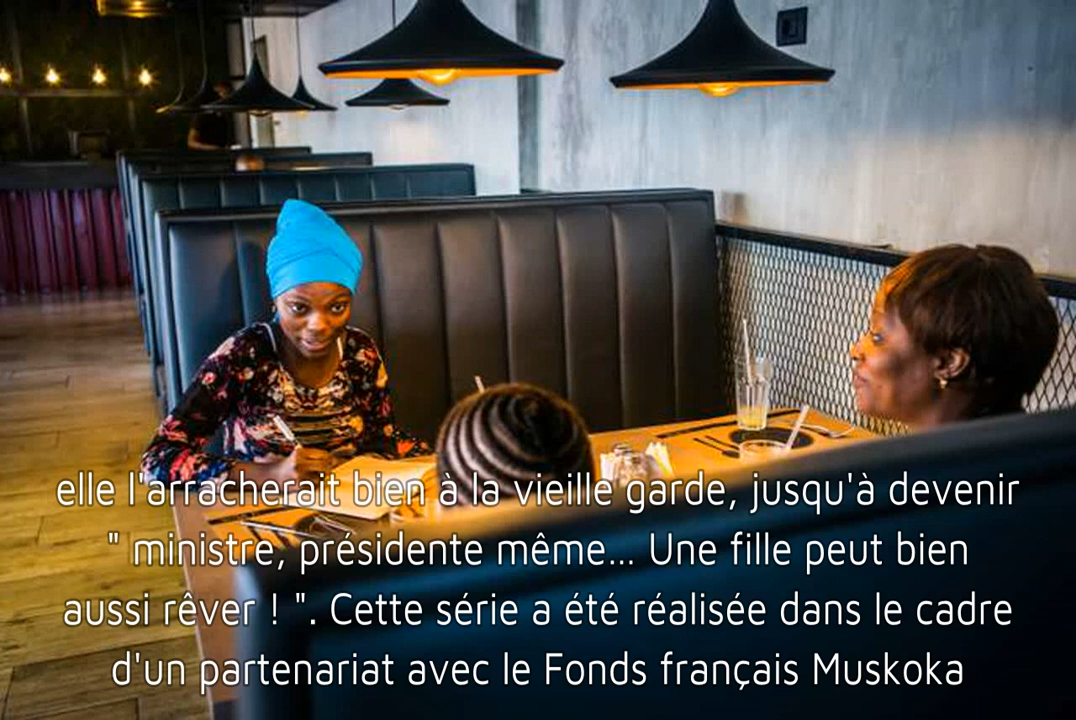 elle l'arracherait bien à la vieille garde, jusqu'à devenir
" ministre, présidente même... Une fille peut bien
aussi rêver ! ". Cette série a été réalisée dans le cadre
d'un partenariat avec le Fonds français Muskoka